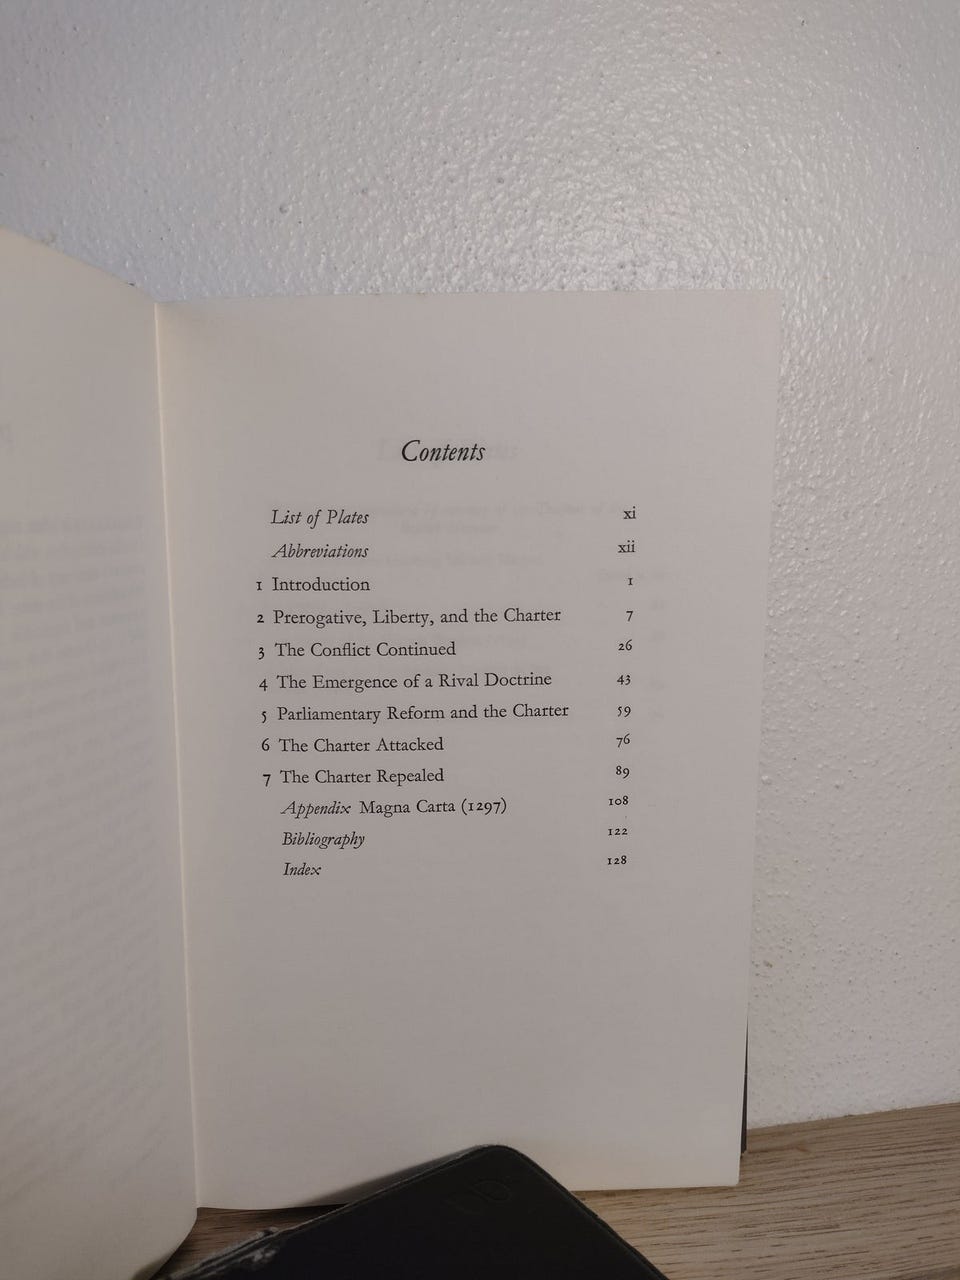 Contents
List of Plates xi
Abbreviations xii
1 Introduction 1
2 Prerogative, Liberty, and the Charter 7
3 The Conflict Continued 26
4 The Emergence of a Rival Doctrine 43
5 Parliamentary Reform and the Charter 59
6 The Charter Attacked 76
7 The Charter Repealed 89
Appendix Magna Carta (1297) 108
Bibliography 122
Index 128